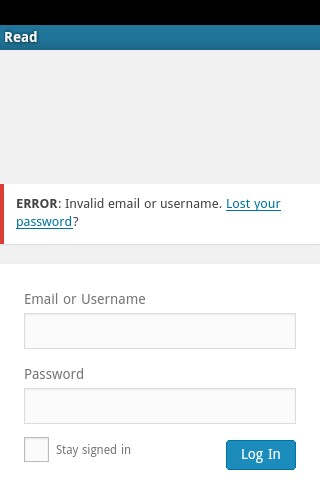 Read
ERROR: Invalid email or username. Lost your
password?
Email or Username
Password
Stay signed in
Log In